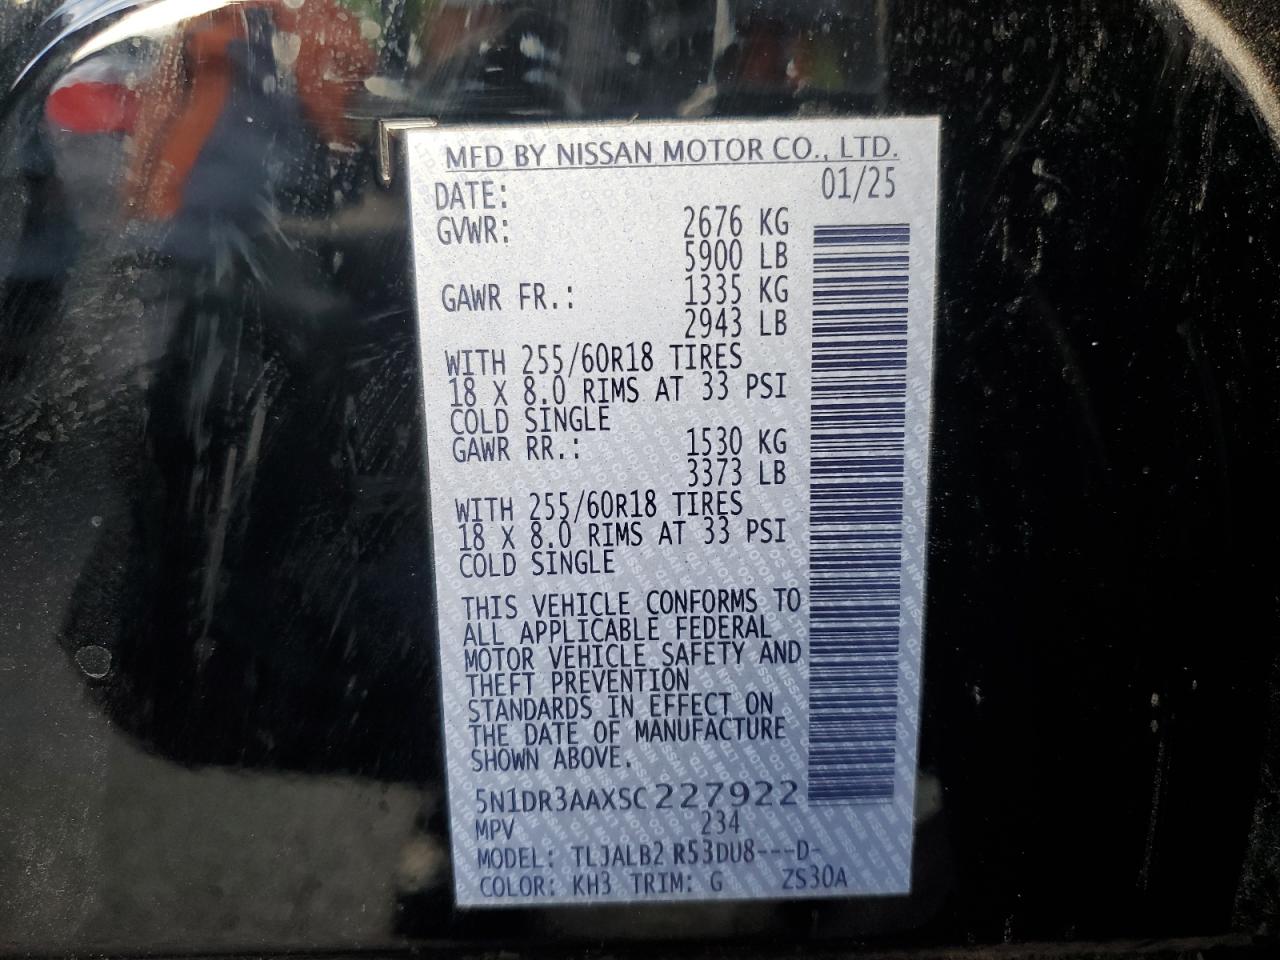 MFD BY NISSAN MOTOR CO., LTD.
DATE: 01/25
GVWR: 2676 KG
5900 LB
GAWR FR.: 1335 KG
2943 LB
WITH 255/60R18 TIRES
18 X 8.0 RIMS AT 33 PSI
COLD SINGLE
GAWR RR.: 1530 KG
3373 LB
WITH 255/60R18 TIRES
18 X 8.0 RIMS AT 33 PSI
COLD SINGLE
THIS VEHICLE CONFORMS TO
ALL APPLICABLE FEDERAL
MOTOR VEHICLE SAFETY AND
THEFT PREVENTION
STANDARDS IN EFFECT ON
THE DATE OF MANUFACTURE
SHOWN ABOVE.
5N1DR3AAXSC227922
MPV 234
MODEL: TLJALB2 R53DU8---D-
COLOR: KH3 TRIM: G ZS30A